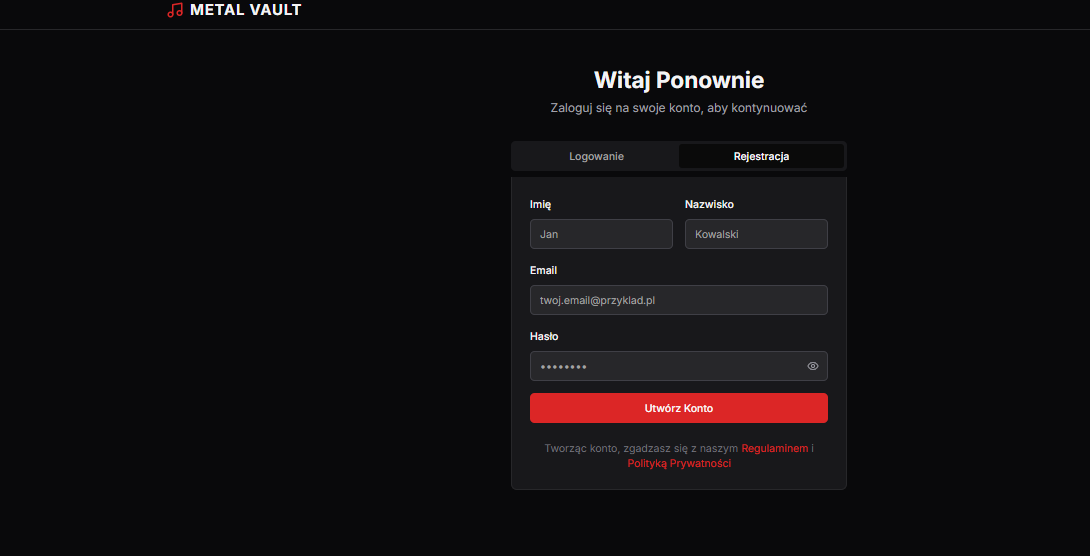 METAL VAULT
Witaj Ponownie
Zaloguj się na swoje konto, aby kontynuować
Logowanie Rejestracja
Imię Nazwisko
Jan Kowalski
Email
twoj.email@przyklad.pl
Hasło
••••••••
Utwórz Konto
Tworząc konto, zgadzasz się z naszym Regulaminem i
Polityką Prywatności